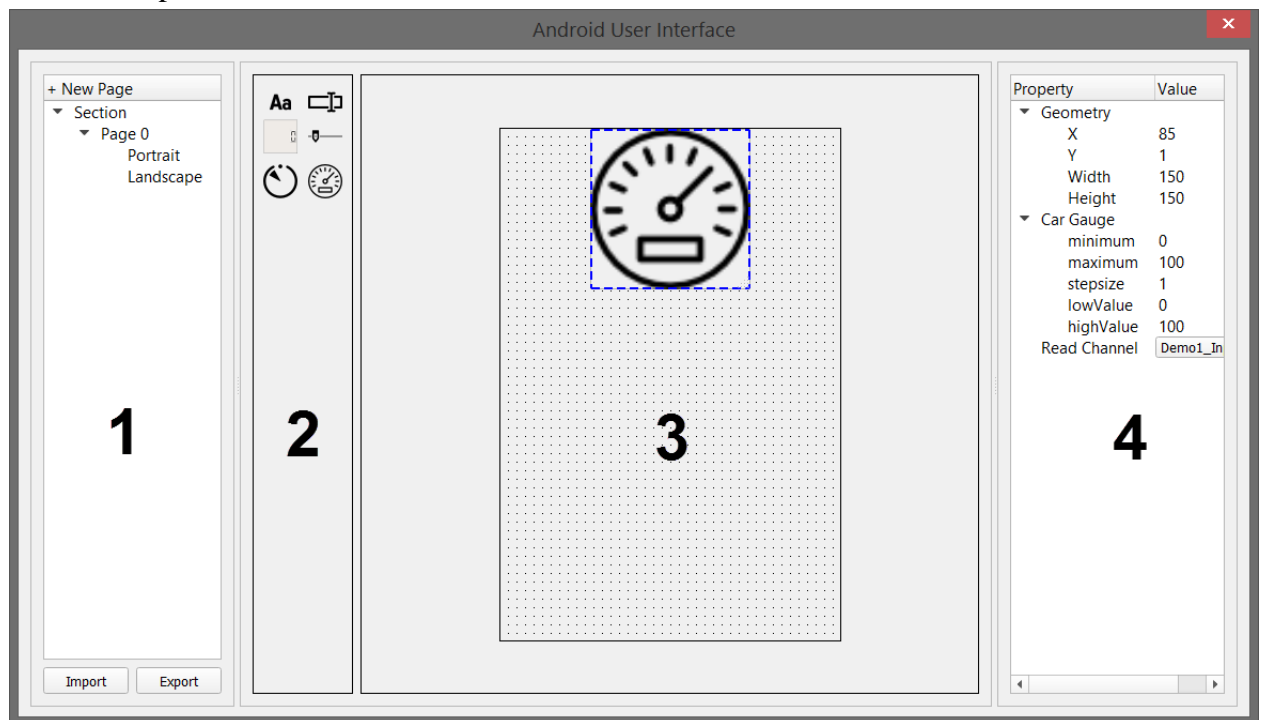 Android User Interface
+ New Page
Section
Page 0
Portrait
Landscape
1
Import Export
Aa
0
2
3
Property Value
Geometry
X 85
Y 1
Width 150
Height 150
Car Gauge
minimum 0
maximum 100
stepsize 1
lowValue 0
highValue 100
Read Channel Demo1_In
4